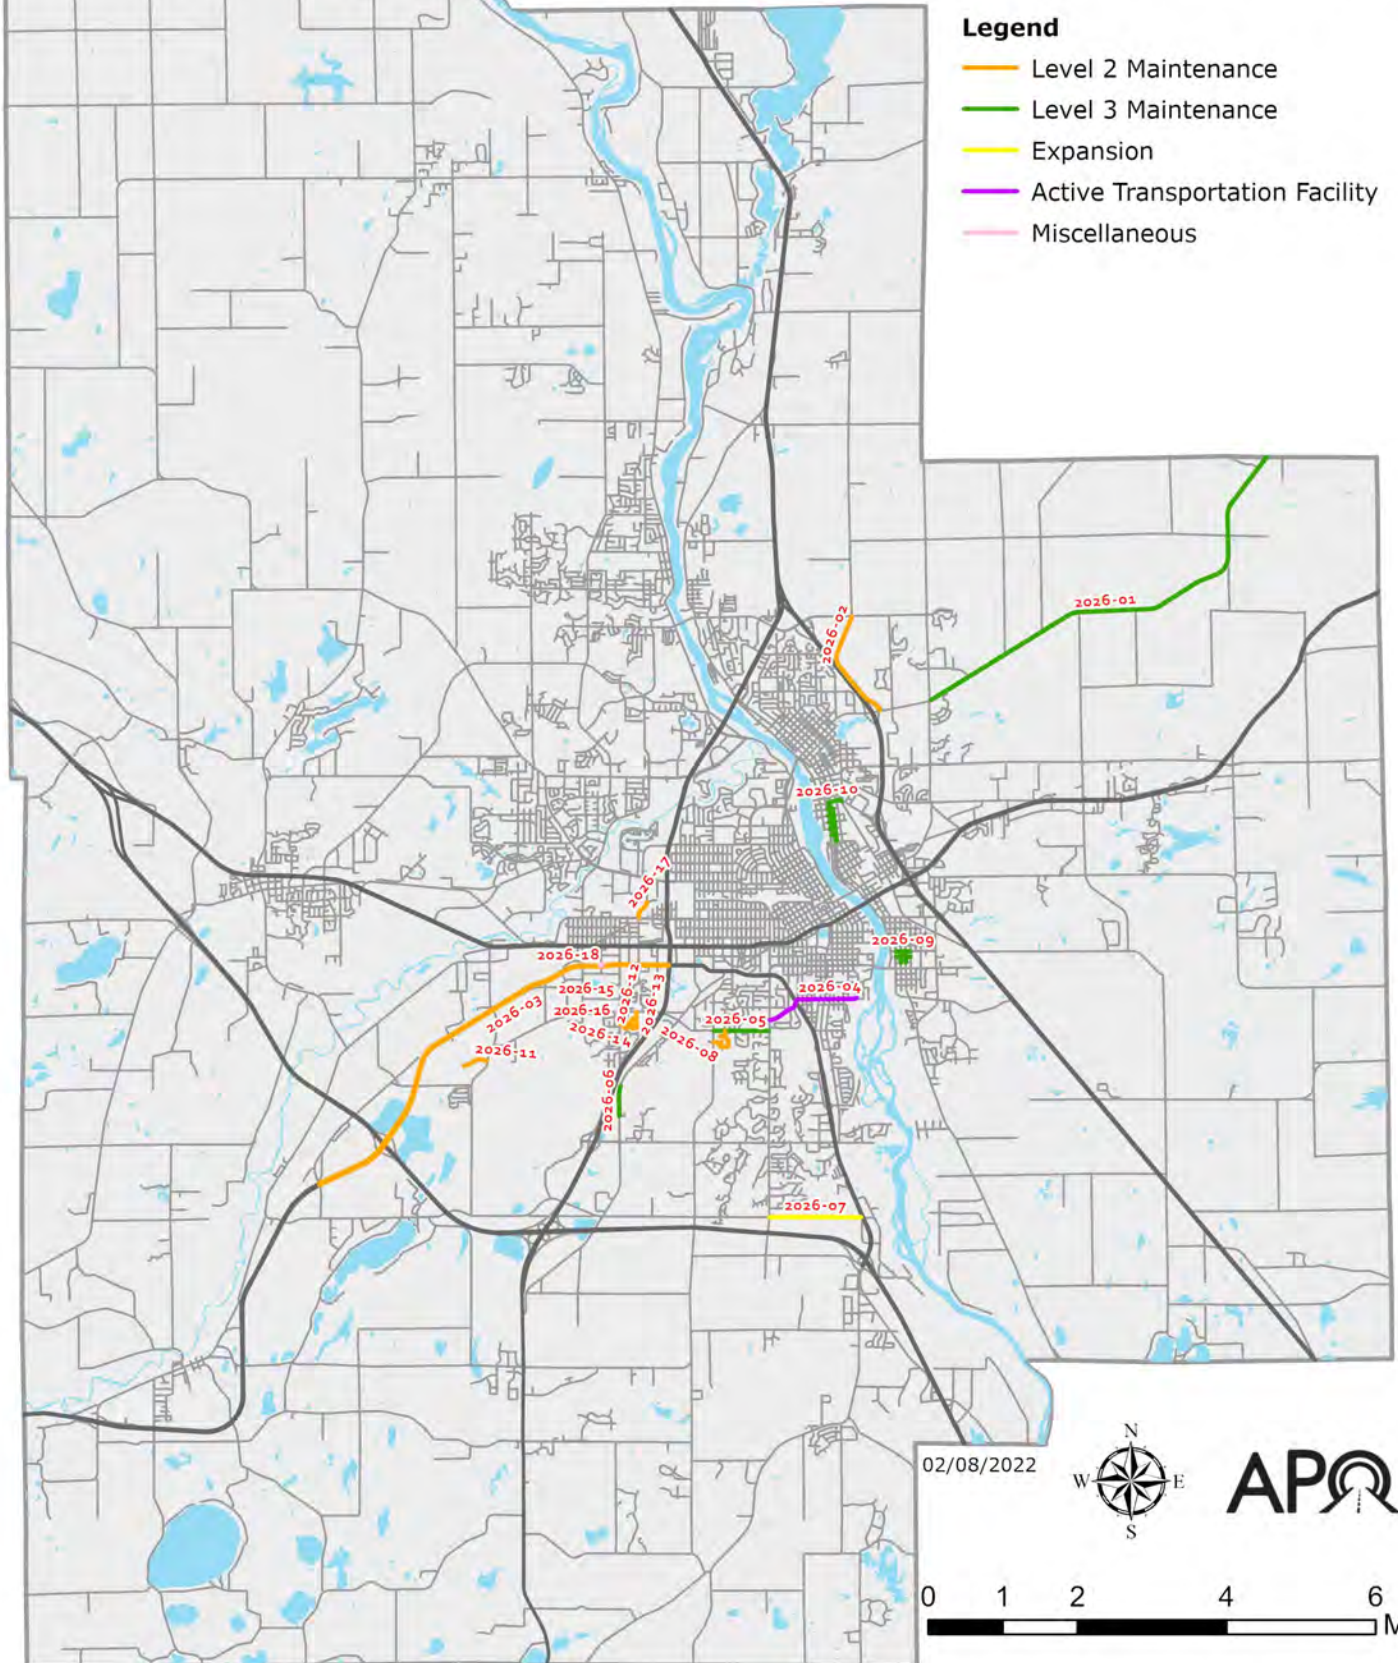 Legend
Level 2 Maintenance
Level 3 Maintenance
Expansion
Active Transportation Facility
Miscellaneous
2026-01
2026-02
2026-10
2026-17
2026-09
2026-18
2026-12
2026-13
2026-15
2026-04
2026-03
2026-16
2026-05
2026-14
2026-08
2026-11
2026-06
2026-07
02/08/2022
N
W E
S
APO
0 1 2 4 6
M